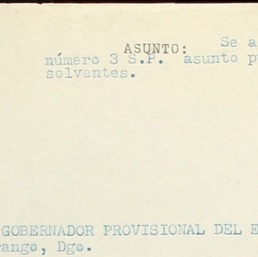 ASUNTO: Se a
número 3 S.P. asunto p
solventes.
GOBERNADOR PROVISIONAL DEL E
rango, Dgo.